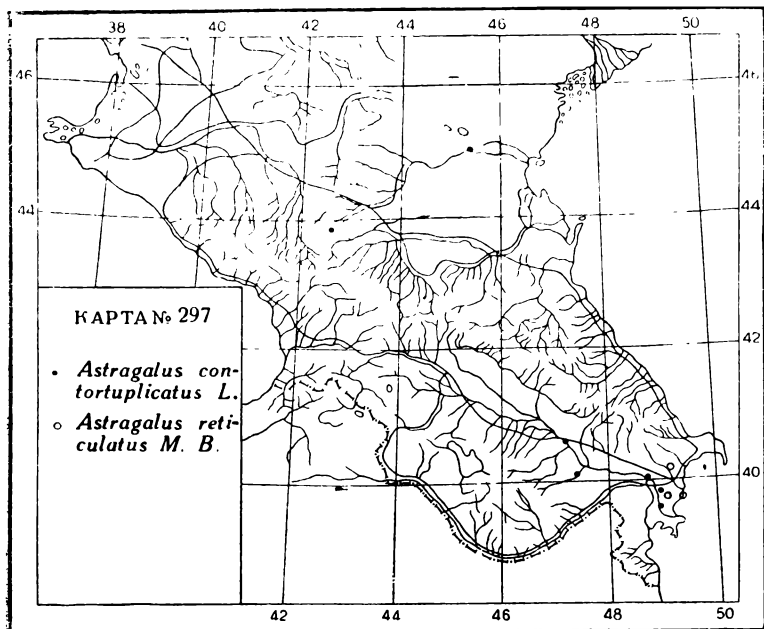 38 40 42 44 46 48 50
46 46
44 44
42
КАРТА № 297
Astragalus con-
tortuplicatus L.
Astragalus reti-
culatus M. B.
40
42 44 46 48 50